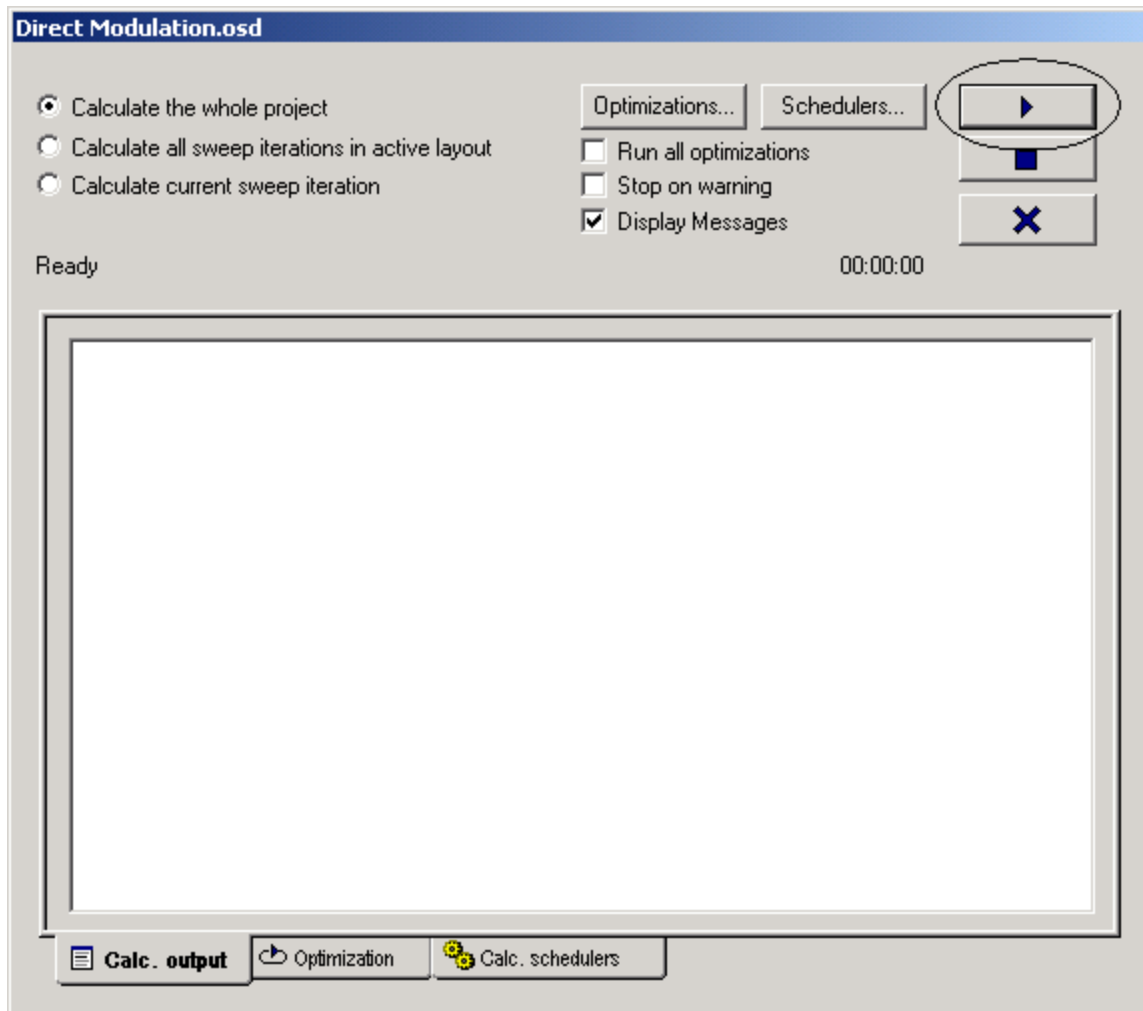 Direct Modulation.osd
Calculate the whole project
Calculate all sweep iterations in active layout
Calculate current sweep iteration
Optimizations...
Schedulers...
Run all optimizations
Stop on warning
Display Messages
Ready
00:00:00
Calc. output
Optimization
Calc. schedulers